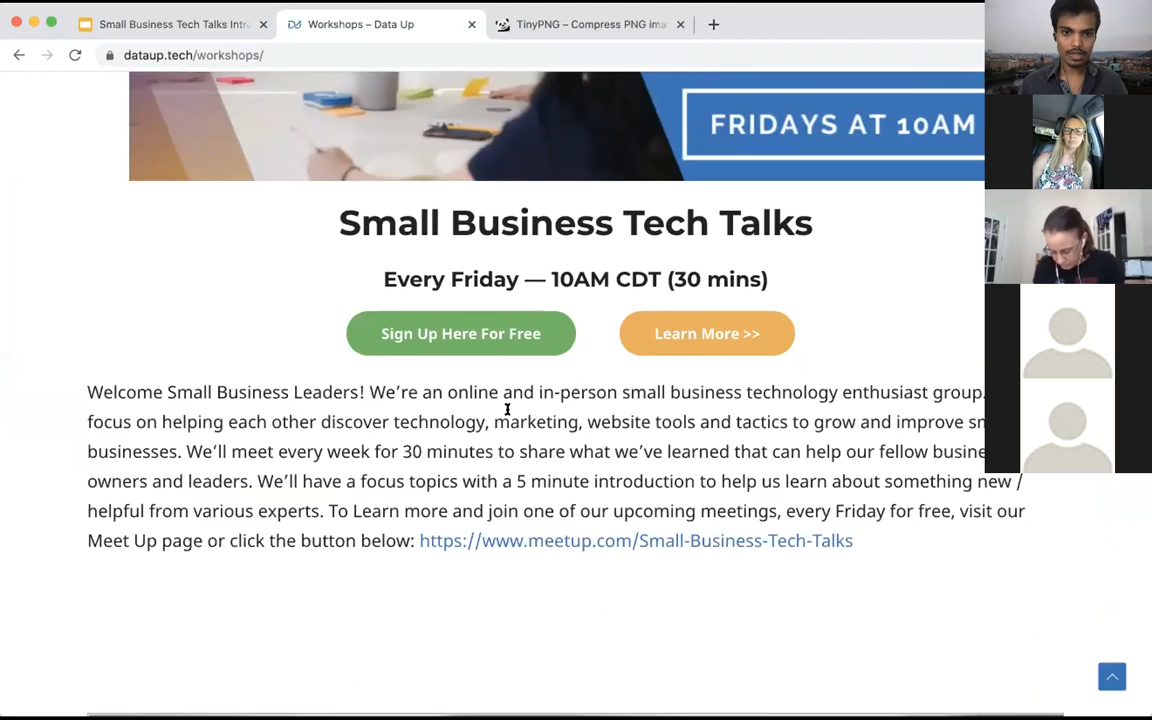 Small Business Tech Talks Intr
Workshops – Data Up
TinyPNG – Compress PNG ima
dataup.tech/workshops/
FRIDAYS AT 10AM
Small Business Tech Talks
Every Friday — 10AM CDT (30 mins)
Sign Up Here For Free
Learn More >>
Welcome Small Business Leaders! We’re an online and in-person small business technology enthusiast group.
focus on helping each other discover technology, marketing, website tools and tactics to grow and improve
businesses. We’ll meet every week for 30 minutes to share what we’ve learned that can help our fellow
owners and leaders. We’ll have a focus topics with a 5 minute introduction to help us learn about something new /
helpful from various experts. To Learn more and join one of our upcoming meetings, every Friday for free, visit our
Meet Up page or click the button below: https://www.meetup.com/Small-Business-Tech-Talks